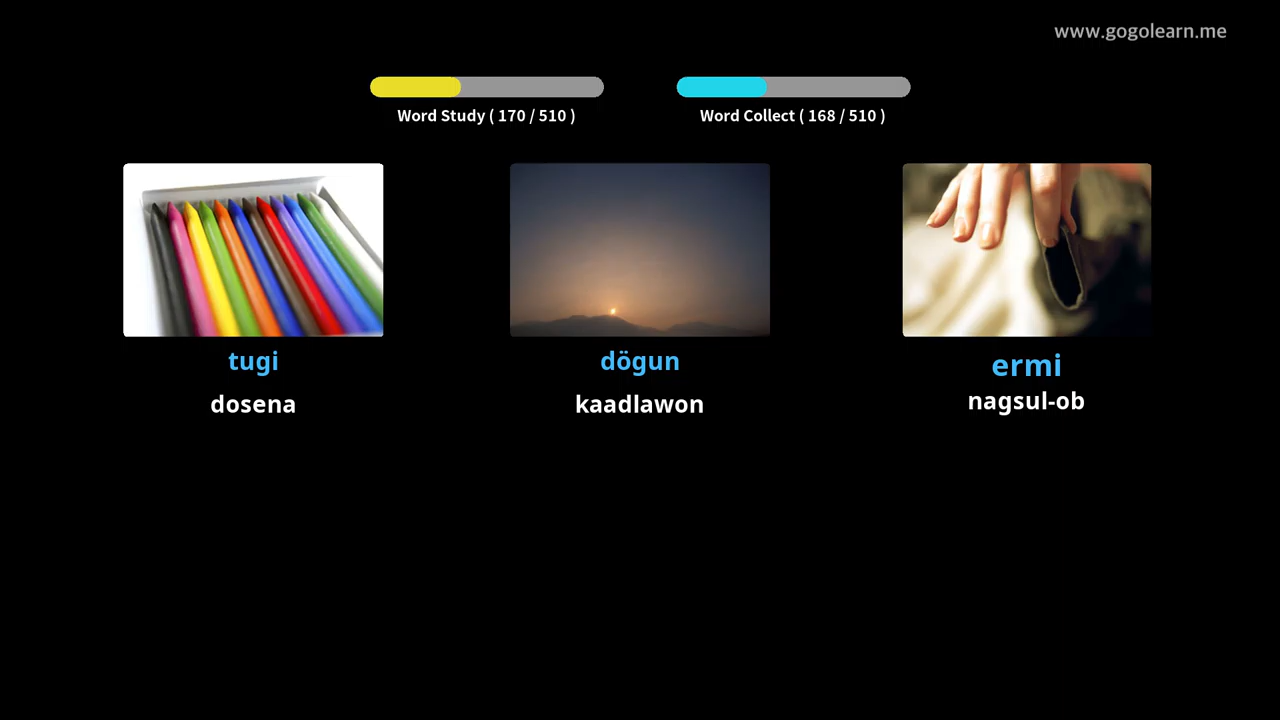 www.gogolearn.me
Word Study ( 170 / 510 )
Word Collect ( 168 / 510 )
tugi
dosena
dögun
kaadlawon
ermi
nagsul-ob